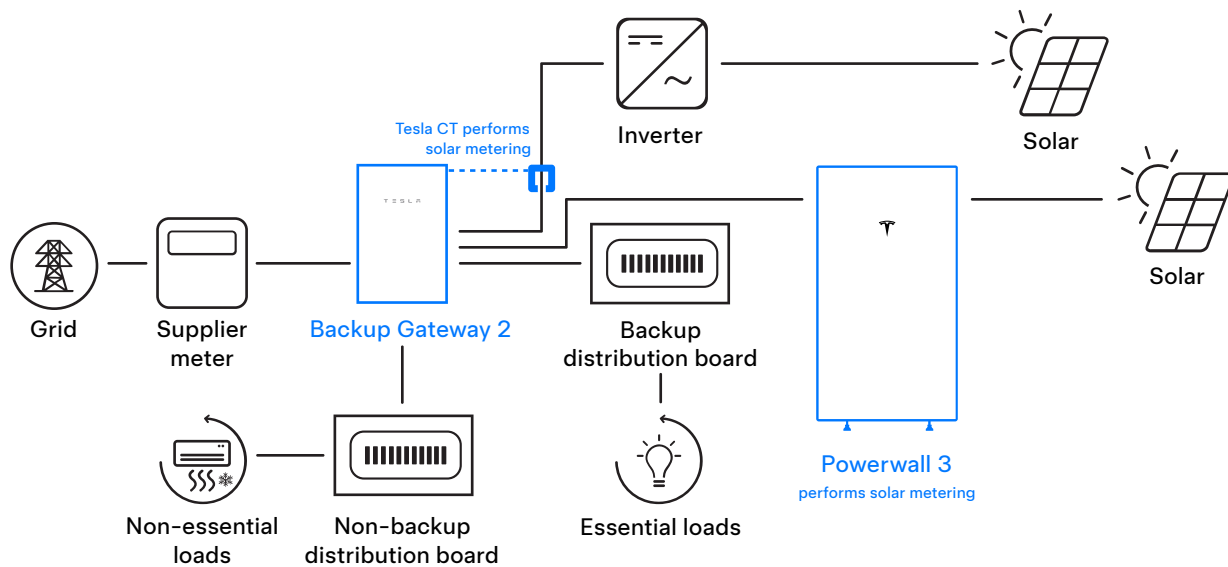 Tesla CT performs
solar metering
Inverter
Solar
TESLA
Solar
Grid
Supplier
meter
Backup Gateway 2
Backup
distribution board
Powerwall 3
performs solar metering
Non-essential
loads
Non-backup
distribution board
Essential loads